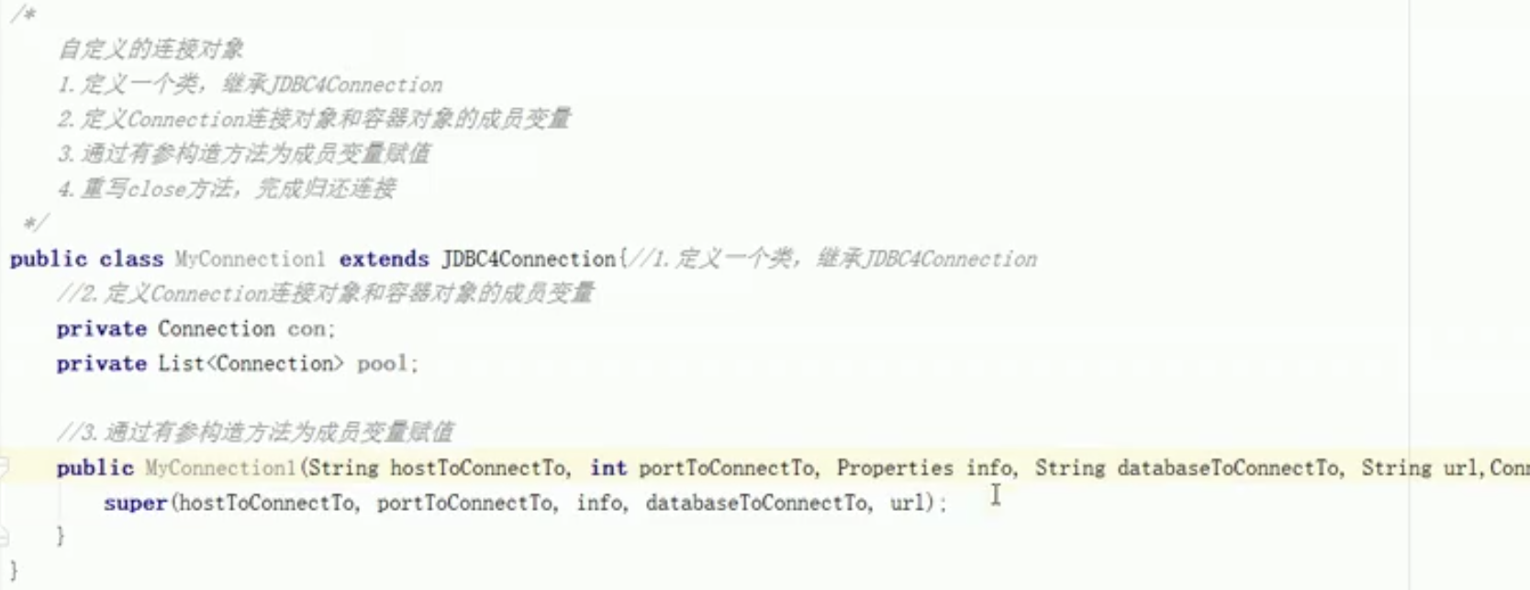 /*
自定义的连接对象
1.定义一个类，继承JDBC4Connection
2.定义Connection连接对象和容器对象的成员变量
3.通过有参构造方法为成员变量赋值
4.重写close方法，完成归还连接
*/
public class MyConnection1 extends JDBC4Connection{//1.定义一个类，继承JDBC4Connection
//2.定义Connection连接对象和容器对象的成员变量
private Connection con;
private List<Connection> pool;
//3.通过有参构造方法为成员变量赋值
public MyConnection1(String hostToConnectTo, int portToConnectTo, Properties info, String databaseToConnectTo, String url,Conn
super(hostToConnectTo, portToConnectTo, info, databaseToConnectTo, url);
}
}